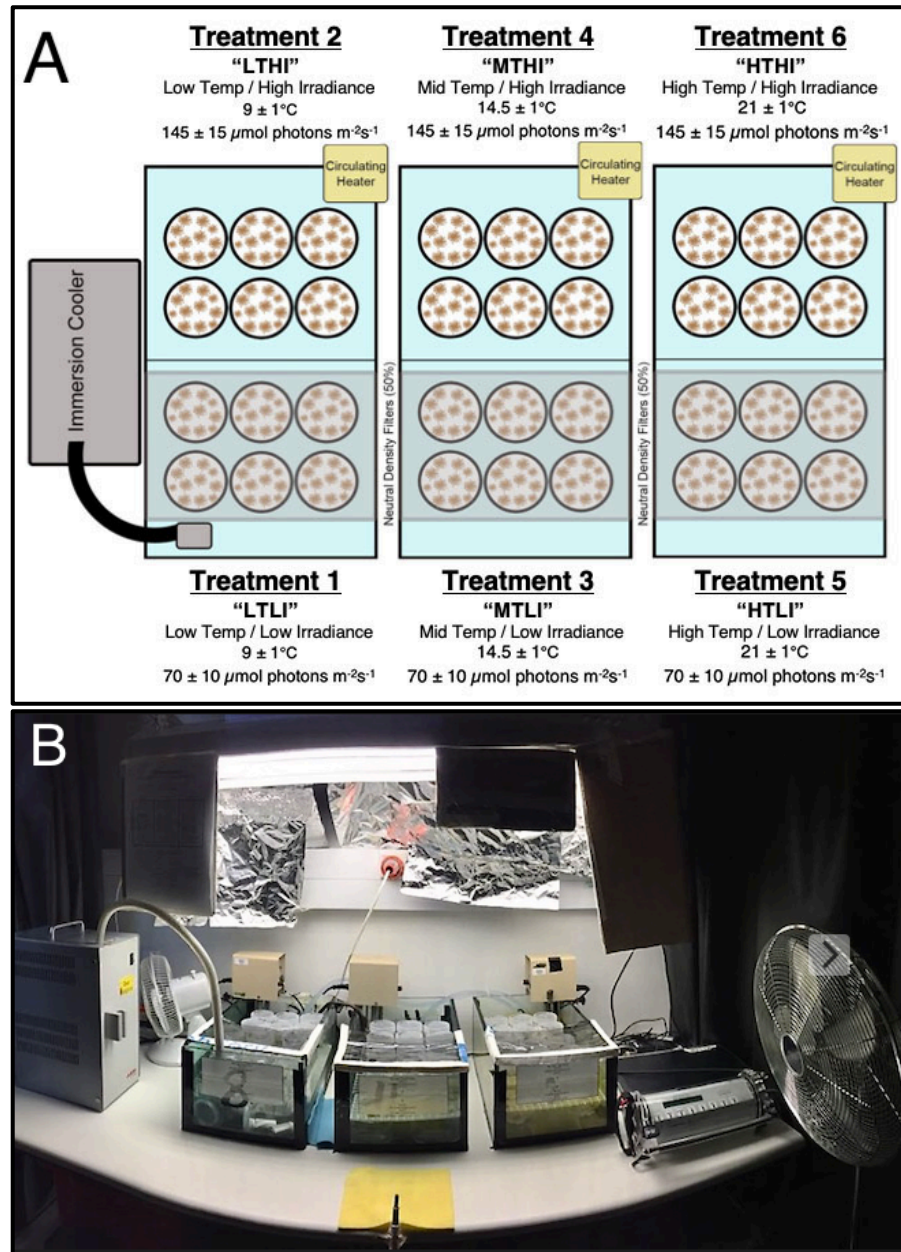 A
Treatment 2
“LTHI”
Low Temp / High Irradiance
9 ± 1°C
145 ± 15 µmol photons m⁻²s⁻¹
Treatment 4
“MTHI”
Mid Temp / High Irradiance
14.5 ± 1°C
145 ± 15 µmol photons m⁻²s⁻¹
Treatment 6
“HTHI”
High Temp / High Irradiance
21 ± 1°C
145 ± 15 µmol photons m⁻²s⁻¹
Circulating
Heater
Circulating
Heater
Circulating
Heater
Immersion Cooler
Neutral Density Filters (50%)
Neutral Density Filters (50%)
Treatment 1
“LTLI”
Low Temp / Low Irradiance
9 ± 1°C
70 ± 10 µmol photons m⁻²s⁻¹
Treatment 3
“MTLI”
Mid Temp / Low Irradiance
14.5 ± 1°C
70 ± 10 µmol photons m⁻²s⁻¹
Treatment 5
“HTLI”
High Temp / Low Irradiance
21 ± 1°C
70 ± 10 µmol photons m⁻²s⁻¹
B